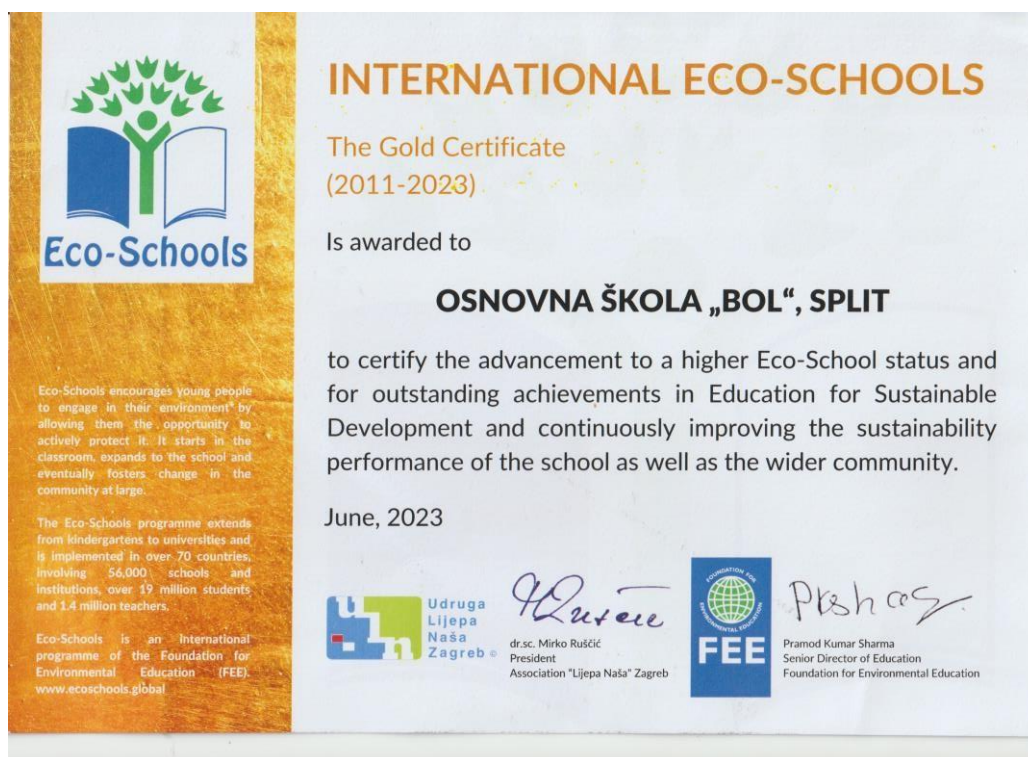 Eco-Schools
Eco-Schools encourages young people
to engage in their environment by
allowing them the opportunity to
actively protect it. It starts in the
classroom, expands to the school and
eventually fosters change in the
community at large.
The Eco-Schools programme extends
from kindergartens to universities and
is implemented in over 70 countries,
involving 56,000 schools and
institutions, over 19 million students
and 1.4 million teachers.
Eco-Schools is an International
programme of the Foundation for
Environmental Education (FEE).
www.ecoschools.global
INTERNATIONAL ECO-SCHOOLS
The Gold Certificate
(2011-2023)
Is awarded to
OSNOVNA ŠKOLA „BOL“, SPLIT
to certify the advancement to a higher Eco-School status and
for outstanding achievements in Education for Sustainable
Development and continuously improving the sustainability
performance of the school as well as the wider community.
June, 2023
Udruga
Lijepa
Naša
Zagreb ®
dr.sc. Mirko Ruščić
President
Association "Lijepa Naša" Zagreb
FOUNDATION FOR ENVIRONMENTAL EDUCATION
FEE
Pramod Kumar Sharma
Senior Director of Education
Foundation for Environmental Education